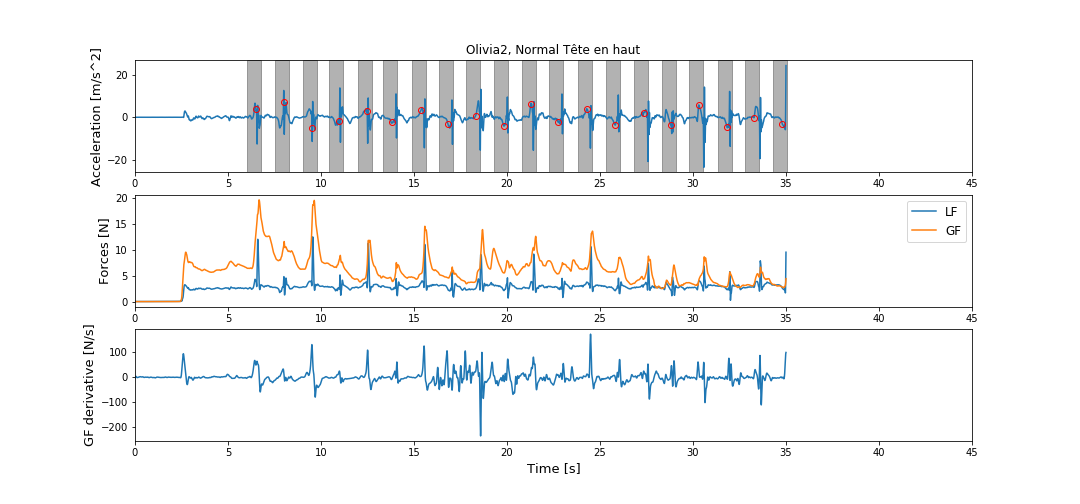 Olivia2, Normal Tête en haut
Acceleration [m/s^2]
20
0
−20
0 5 10 15 20 25 30 35 40 45
Forces [N]
20
15
10
5
0
LF
GF
0 5 10 15 20 25 30 35 40 45
GF derivative [N/s]
100
0
−100
−200
0 5 10 15 20 25 30 35 40 45
Time [s]